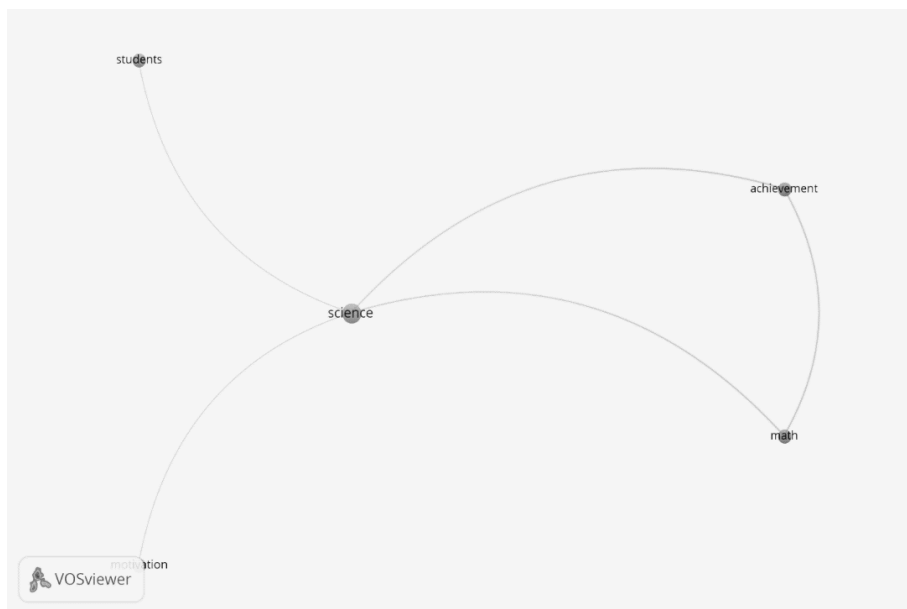 students
achievement
science
math
motivation
VOSviewer